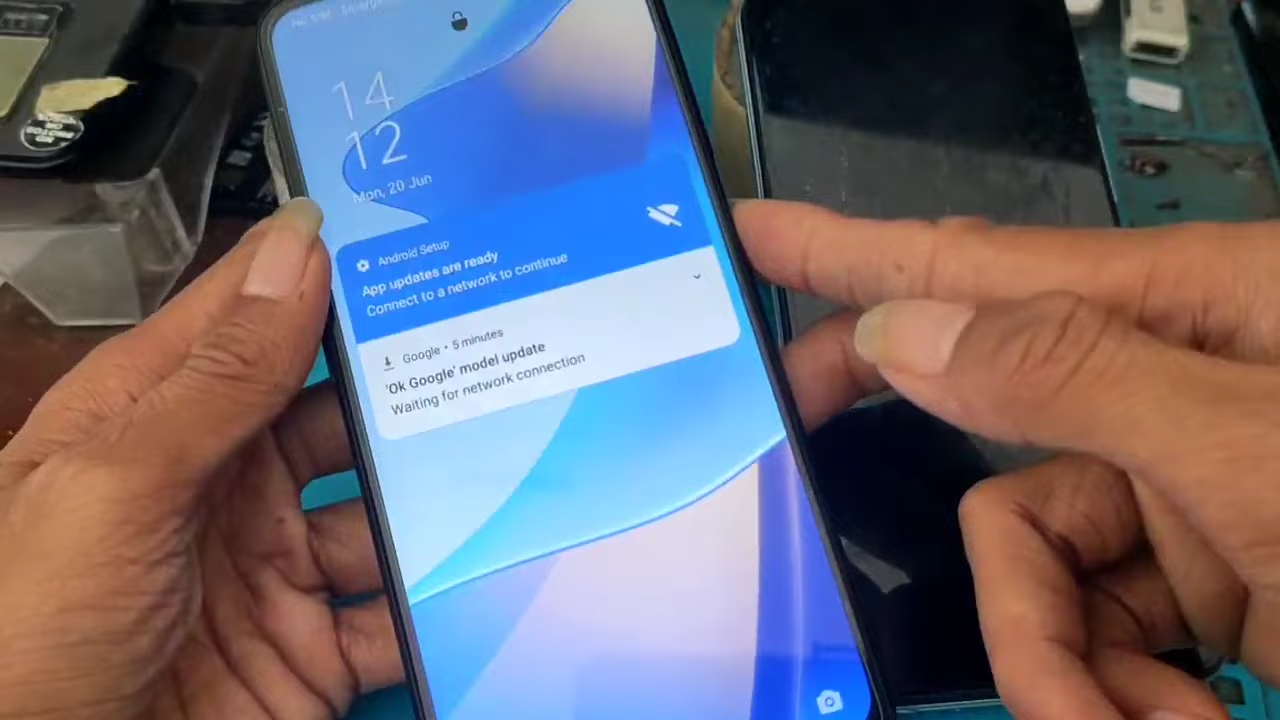 14
12
Mon, 20 Jun
Android Setup
App updates are ready
Connect to a network to continue
Google • 5 minutes
'Ok Google' model update
Waiting for network connection